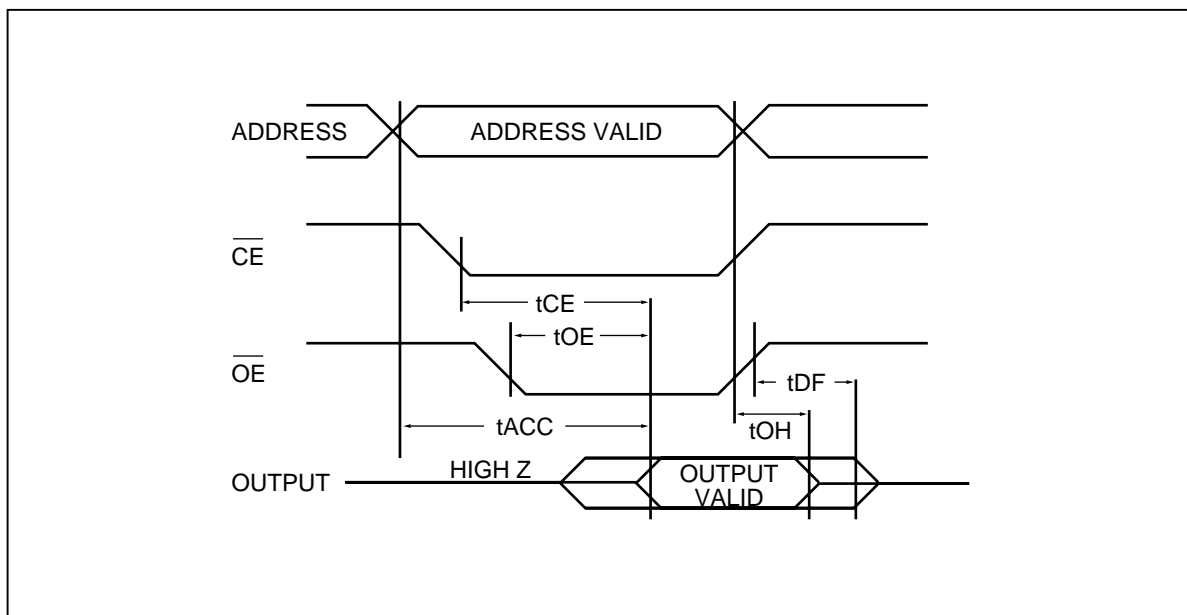 ADDRESS
ADDRESS VALID
CE
tCE
tOE
OE
tDF
tACC
tOH
OUTPUT
HIGH Z
OUTPUT
VALID